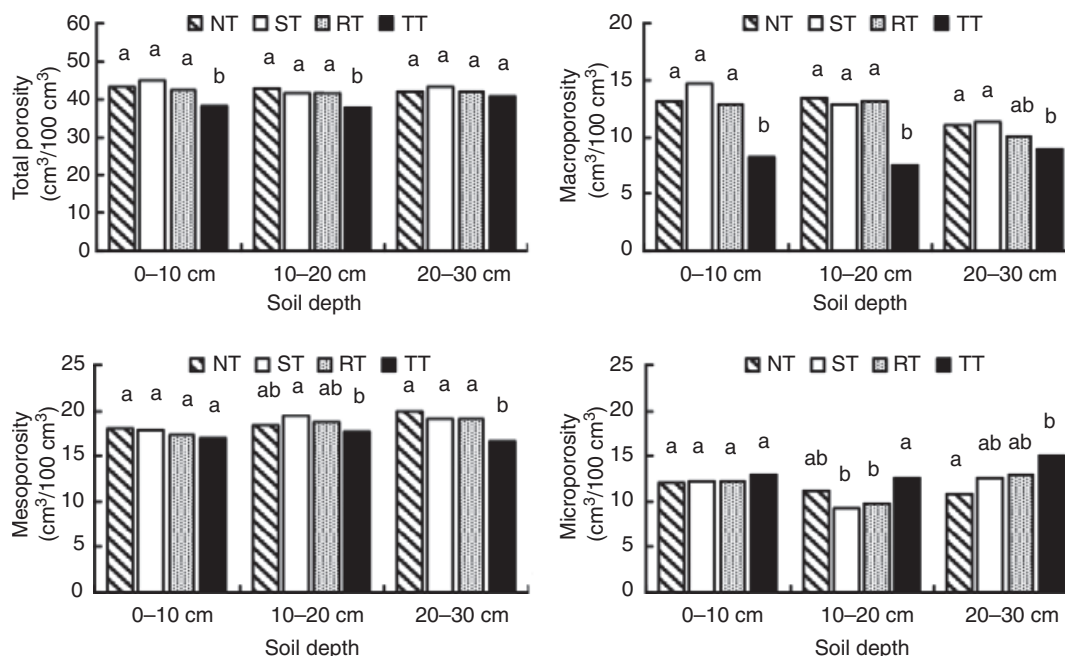 Total porosity
(cm³/100 cm³)
60
50
40
30
20
10
0
NT ST RT TT
a a a b
a a a b
a a a a
0–10 cm 10–20 cm 20–30 cm
Soil depth
Macroporosity
(cm³/100 cm³)
20
15
10
5
0
NT ST RT TT
a a a b
a a a b
a a ab b
0–10 cm 10–20 cm 20–30 cm
Soil depth
Mesoporosity
(cm³/100 cm³)
25
20
15
10
5
0
NT ST RT TT
a a a a
ab a ab b
a a a b
0–10 cm 10–20 cm 20–30 cm
Soil depth
Microporosity
(cm³/100 cm³)
20
15
10
5
0
NT ST RT TT
a a a a
ab b b a
a ab ab b
0–10 cm 10–20 cm 20–30 cm
Soil depth